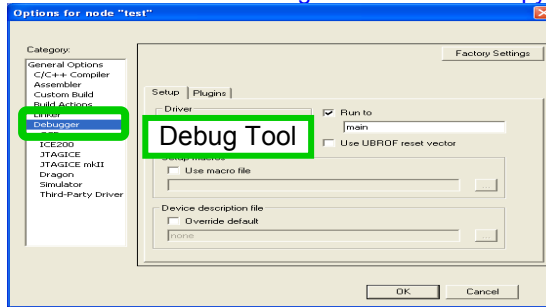 Options for node "test"
Category:
Factory Settings
General Options
C/C++ Compiler
Assembler
Custom Build
Build Actions
Linker
Debugger
ICE200
JTAGICE
JTAGICE mkII
Dragon
Simulator
Third-Party Driver
Setup
Plugins
Driver
Run to
main
Debug Tool
Use UBROF reset vector
Setup macros
Use macro file
...
Device description file
Override default
none
...
OK
Cancel